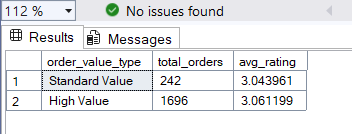 112 % No issues found
Results Messages
order_value_type total_orders avg_rating
1 Standard Value 242 3.043961
2 High Value 1696 3.061199